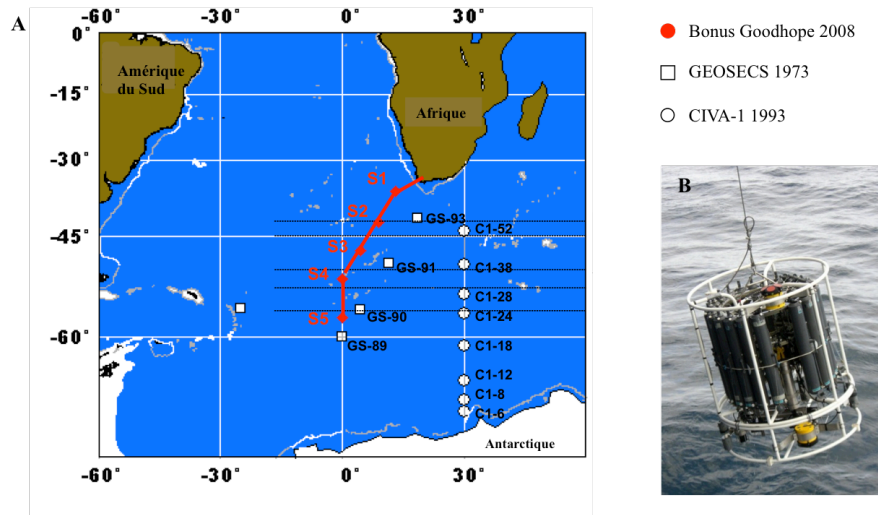 A
-60° -30° 0° 30°
0°
-15°
-30°
-45°
-60°
Amérique
du Sud
Afrique
S1
S2
GS-93
C1-52
S3
GS-91
C1-38
S4
C1-28
GS-90
C1-24
S5
GS-89
C1-18
C1-12
C1-8
C1-6
Antarctique
-60° -30° 0° 30°
Bonus Goodhope 2008
GEOSECS 1973
CIVA-1 1993
B